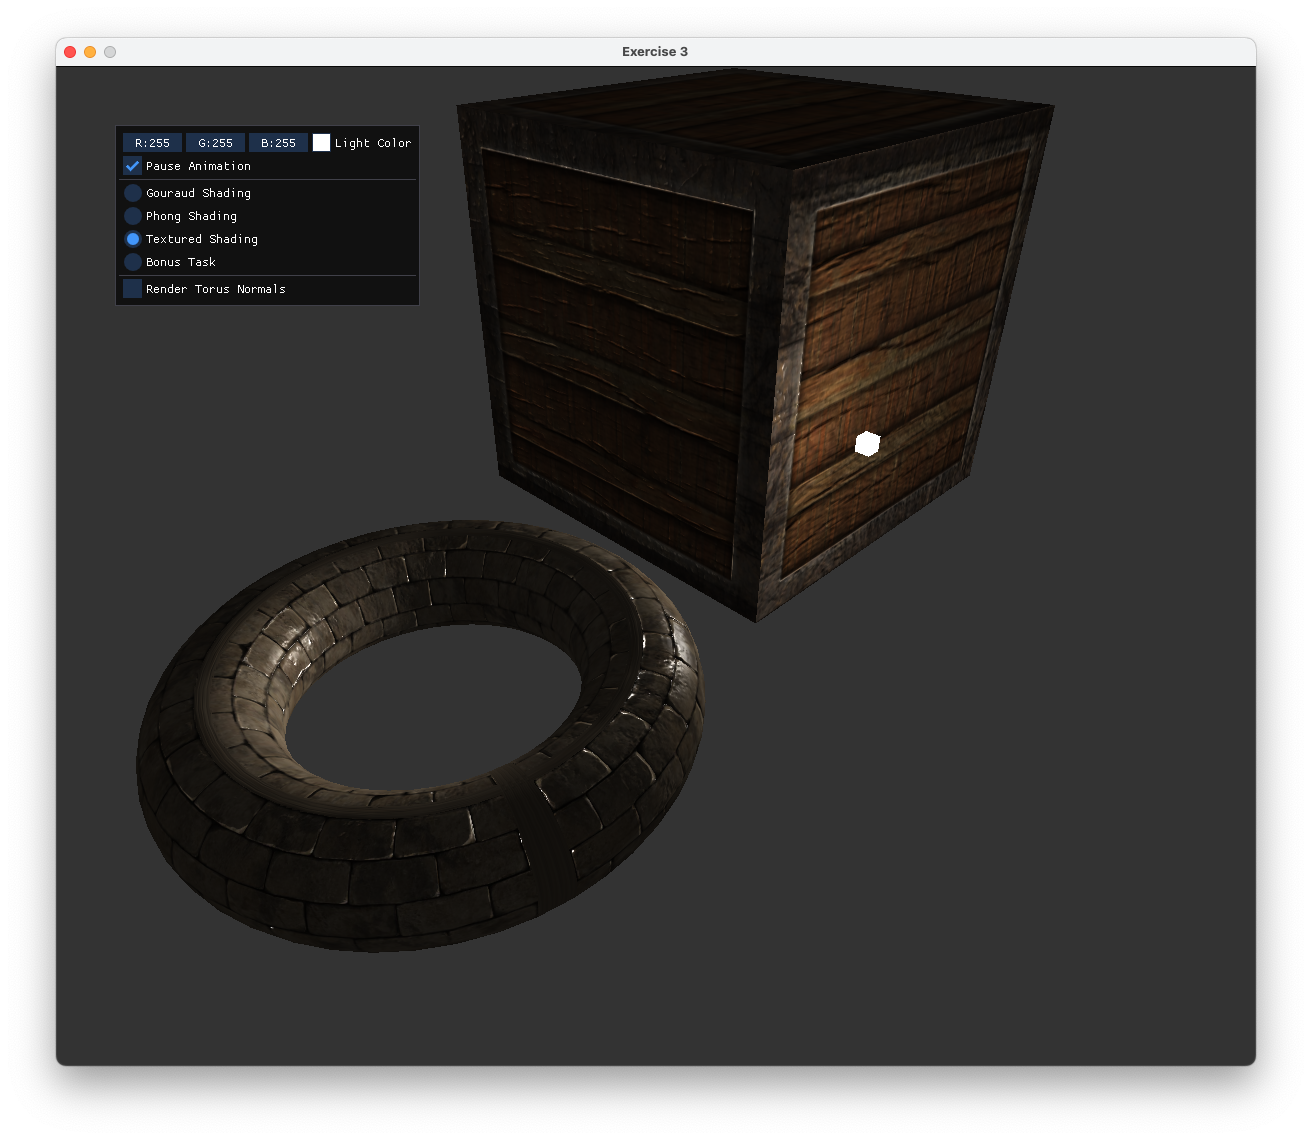 Exercise 3
R:255 G:255 B:255 Light Color
Pause Animation
Gouraud Shading
Phong Shading
Textured Shading
Bonus Task
Render Torus Normals